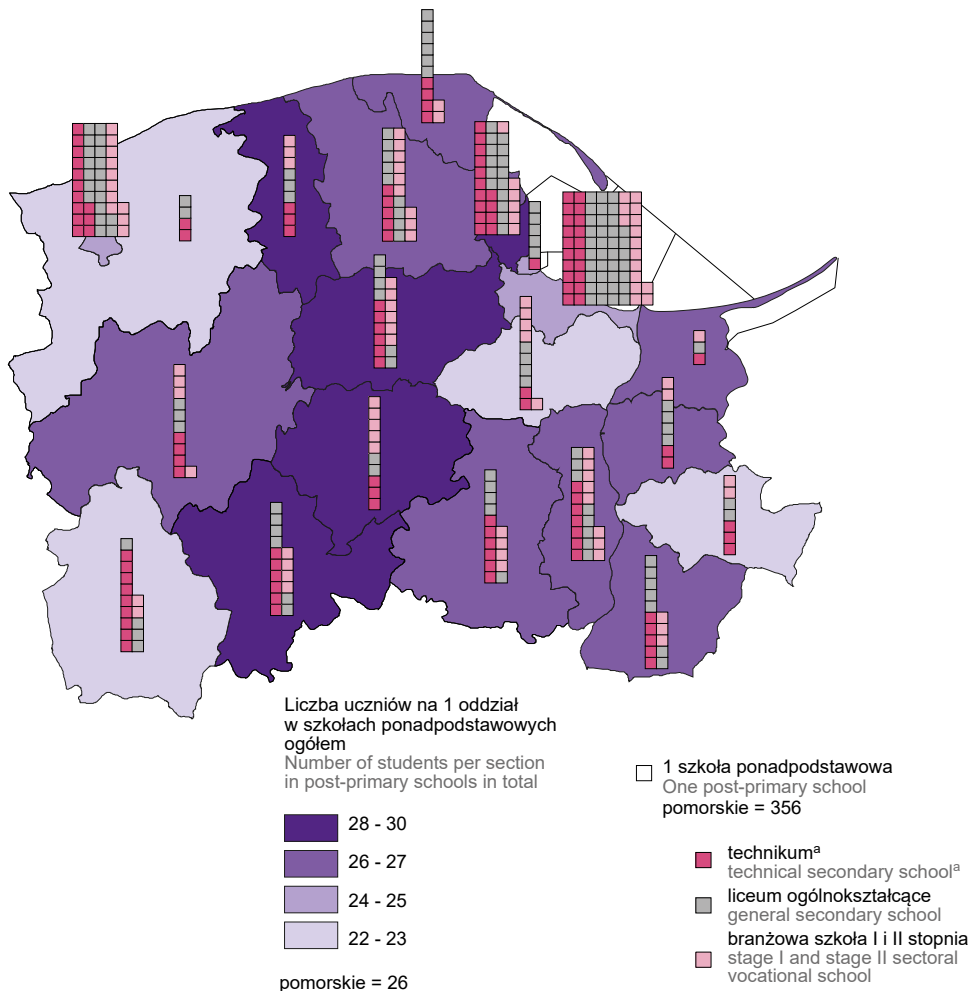 Liczba uczniów na 1 oddział
w szkołach ponadpodstawowych
ogółem
Number of students per section
in post-primary schools in total
28 - 30
26 - 27
24 - 25
22 - 23
pomorskie = 26
1 szkoła ponadpodstawowa
One post-primary school
pomorskie = 356
technikumᵃ
technical secondary schoolᵃ
liceum ogólnokształcące
general secondary school
branżowa szkoła I i II stopnia
stage I and stage II sectoral
vocational school